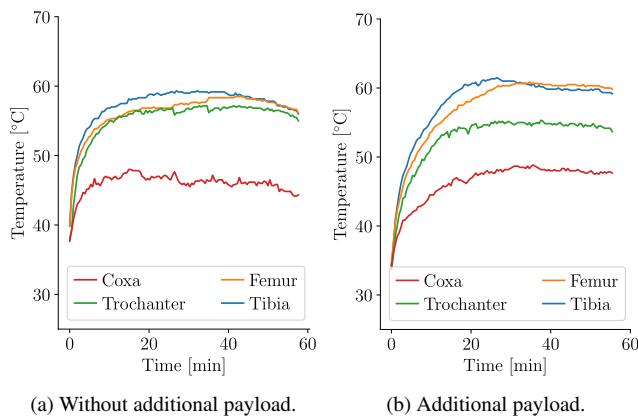 70
60
50
40
30
Temperature [°C]
Coxa
Trochanter
Femur
Tibia
0
20
40
60
Time [min]
(a) Without additional payload.
70
60
50
40
30
Temperature [°C]
Coxa
Trochanter
Femur
Tibia
0
20
40
60
Time [min]
(b) Additional payload.